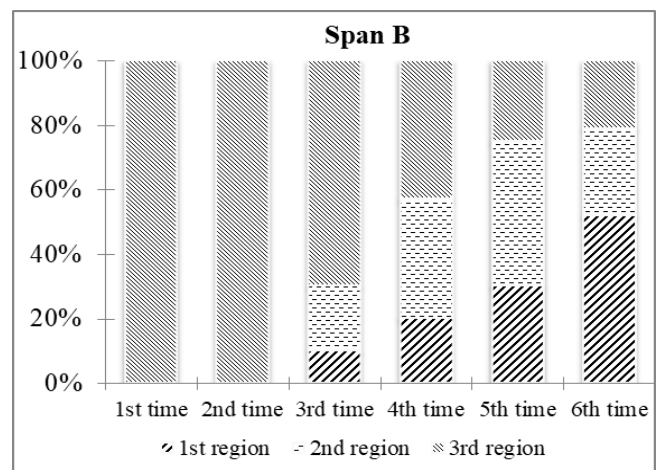 Span B
100%
80%
60%
40%
20%
0%
1st time 2nd time 3rd time 4th time 5th time 6th time
1st region 2nd region 3rd region